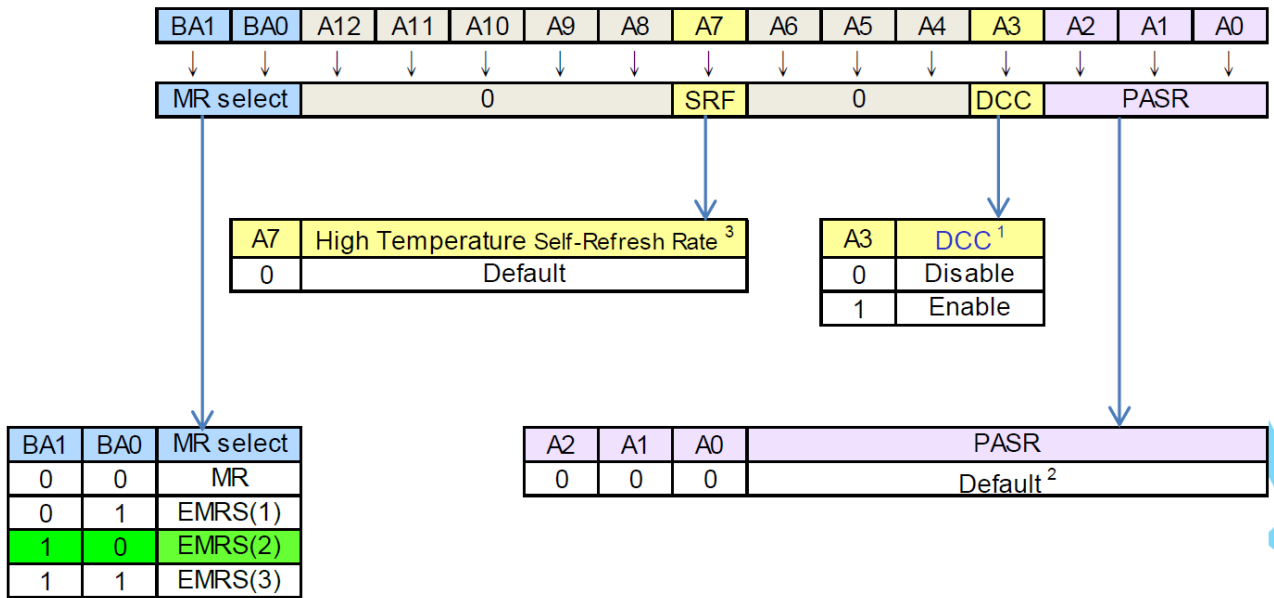 BA1 BA0 A12 A11 A10 A9 A8 A7 A6 A5 A4 A3 A2 A1 A0
↓ ↓ ↓ ↓ ↓ ↓ ↓ ↓ ↓ ↓ ↓ ↓ ↓ ↓ ↓
MR select 0 SRF 0 DCC PASR
A7 High Temperature Self-Refresh Rate ³
0 Default
A3 DCC ¹
0 Disable
1 Enable
BA1 BA0 MR select
0 0 MR
0 1 EMRS(1)
1 0 EMRS(2)
1 1 EMRS(3)
A2 A1 A0 PASR
0 0 0 Default ²